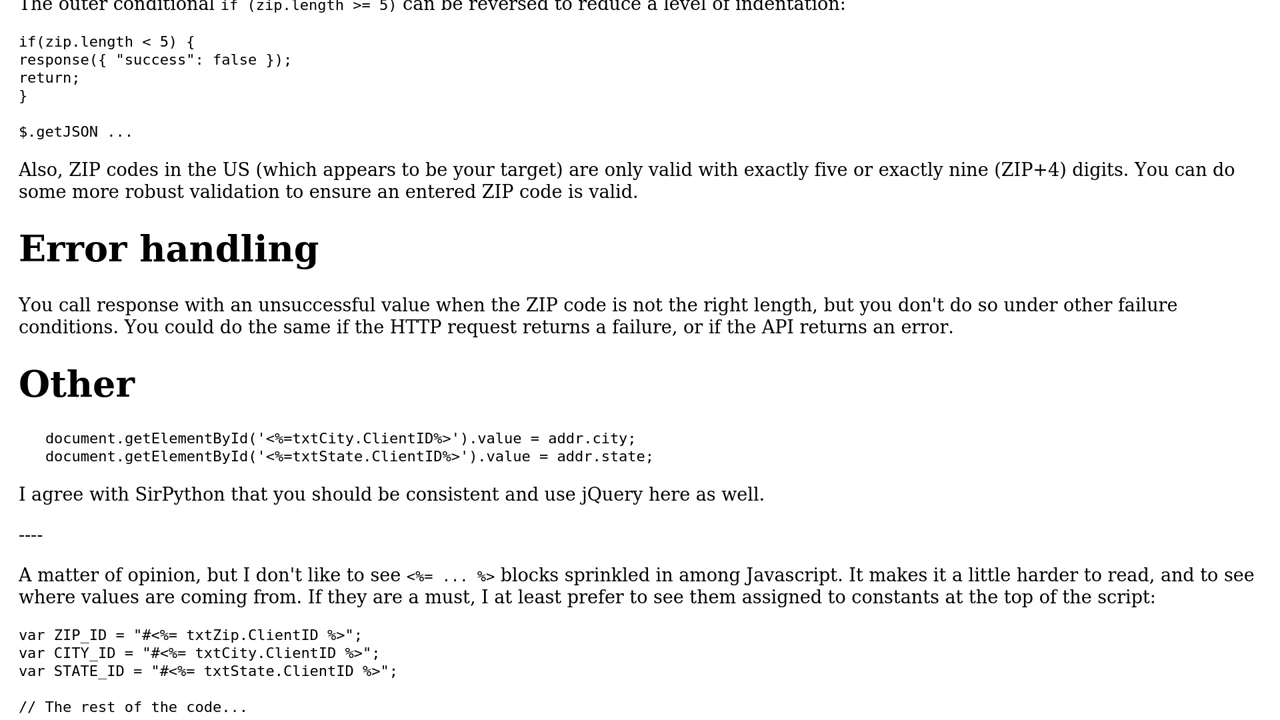 The outer conditional if (zip.length >= 5) can be reversed to reduce a level of indentation:
if(zip.length < 5) {
response({ "success": false });
return;
}
$.getJSON ...
Also, ZIP codes in the US (which appears to be your target) are only valid with exactly five or exactly nine (ZIP+4) digits. You can do
some more robust validation to ensure an entered ZIP code is valid.
Error handling
You call response with an unsuccessful value when the ZIP code is not the right length, but you don't do so under other failure
conditions. You could do the same if the HTTP request returns a failure, or if the API returns an error.
Other
document.getElementById('<%=txtCity.ClientID%>').value = addr.city;
document.getElementById('<%=txtState.ClientID%>').value = addr.state;
I agree with SirPython that you should be consistent and use jQuery here as well.
----
A matter of opinion, but I don't like to see <%= ... %> blocks sprinkled in among Javascript. It makes it a little harder to read, and to see
where values are coming from. If they are a must, I at least prefer to see them assigned to constants at the top of the script:
var ZIP_ID = "#<%= txtZip.ClientID %>";
var CITY_ID = "#<%= txtCity.ClientID %>";
var STATE_ID = "#<%= txtState.ClientID %>";
// The rest of the code...